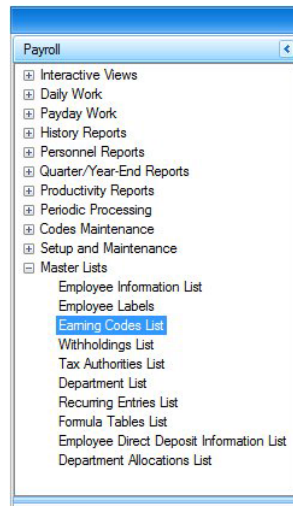 Payroll
Interactive Views
Daily Work
Payday Work
History Reports
Personnel Reports
Quarter/Year-End Reports
Productivity Reports
Periodic Processing
Codes Maintenance
Setup and Maintenance
Master Lists
Employee Information List
Employee Labels
Earning Codes List
Withholdings List
Tax Authorities List
Department List
Recurring Entries List
Formula Tables List
Employee Direct Deposit Information List
Department Allocations List